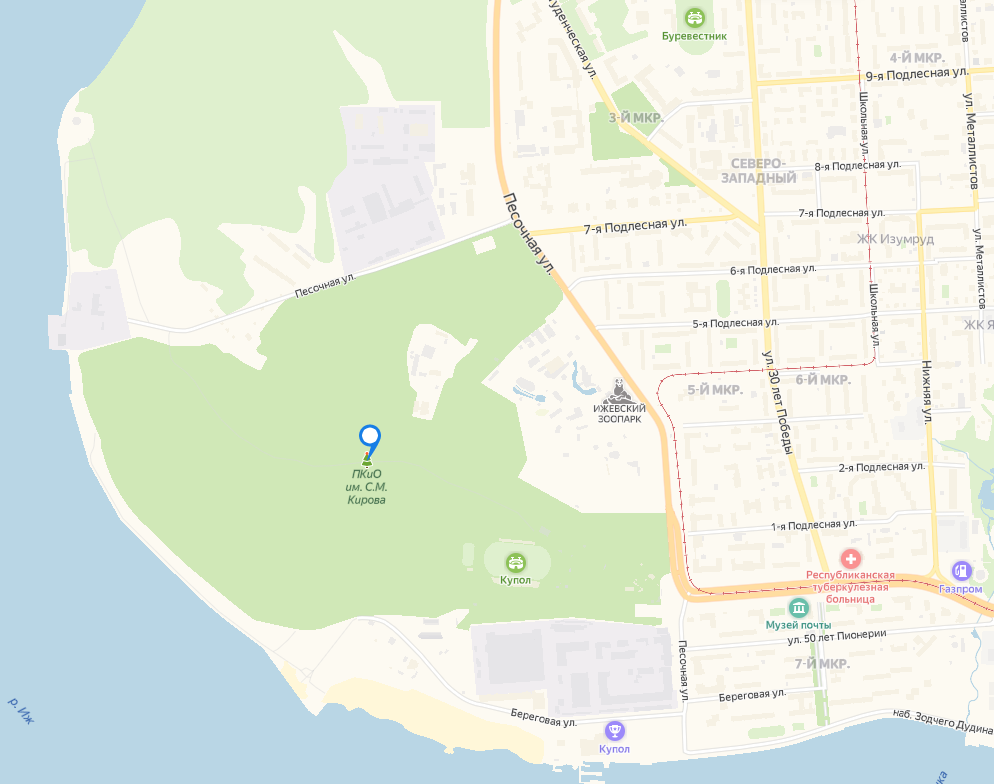 Студенческая ул.
Буревестник
4-Й МКР.
9-я Подлесная ул.
ул. Металлистов
3-Й МКР.
Школьная ул.
СЕВЕРО-
ЗАПАДНЫЙ
8-я Подлесная ул.
7-я Подлесная ул.
Песочная ул.
7-я Подлесная ул.
ЖК Изумруд
ул. Металлистов
6-я Подлесная ул.
Песочная ул.
Школьная ул.
5-я Подлесная ул.
ул. 30 лет Победы
5-Й МКР.
6-Й МКР.
Нижняя ул.
ИЖЕВСКИЙ
ЗООПАРК
ПКиО
им. С.М.
Кирова
2-я Подлесная ул.
1-я Подлесная ул.
Купол
Республиканская
туберкулёзная
больница
Газпром
Музей почты
ул. 50 лет Пионерии
7-Й МКР.
Песочная ул.
Береговая ул.
р. Иж
Береговая ул.
Купол
наб. Зодчего Дудина